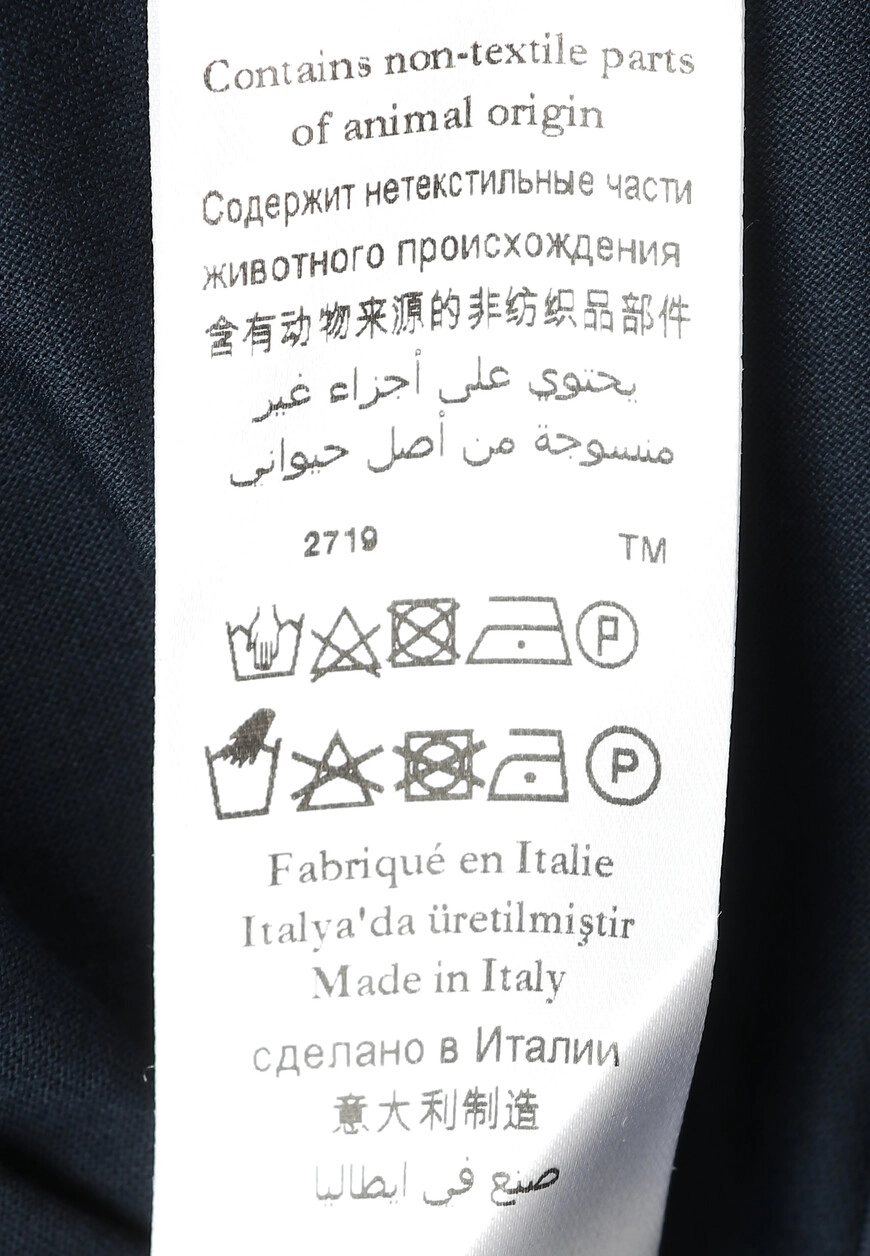 Contains non-textile parts
of animal origin
Содержит нетекстильные части
животного происхождения
含有动物来源的非纺织品部件
يحتوي على أجزاء غير
منسوجة من أصل حيواني
2719 TM
P
P
Fabriqué en Italie
Italya'da üretilmiştir
Made in Italy
сделано в Италии
意大利制造
صنع في ايطاليا